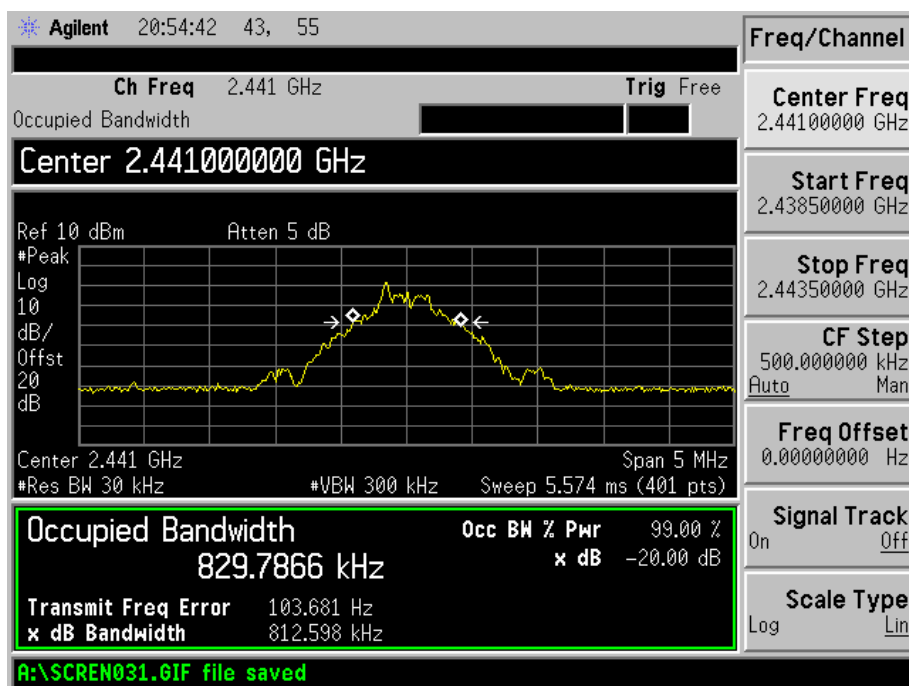 Agilent 20:54:42 43, 55
Ch Freq 2.441 GHz Trig Free
Occupied Bandwidth
Center 2.441000000 GHz
Ref 10 dBm Atten 5 dB
#Peak
Log
10
dB/
Offst
20
dB
Center 2.441 GHz Span 5 MHz
#Res BW 30 kHz #VBW 300 kHz Sweep 5.574 ms (401 pts)
Occupied Bandwidth Occ BW % Pwr 99.00 %
829.7866 kHz x dB -20.00 dB
Transmit Freq Error 103.681 Hz
x dB Bandwidth 812.598 kHz
A:\SCREN031.GIF file saved
Freq/Channel
Center Freq
2.44100000 GHz
Start Freq
2.43850000 GHz
Stop Freq
2.44350000 GHz
CF Step
500.000000 kHz
Auto Man
Freq Offset
0.00000000 Hz
Signal Track
On Off
Scale Type
Log Lin